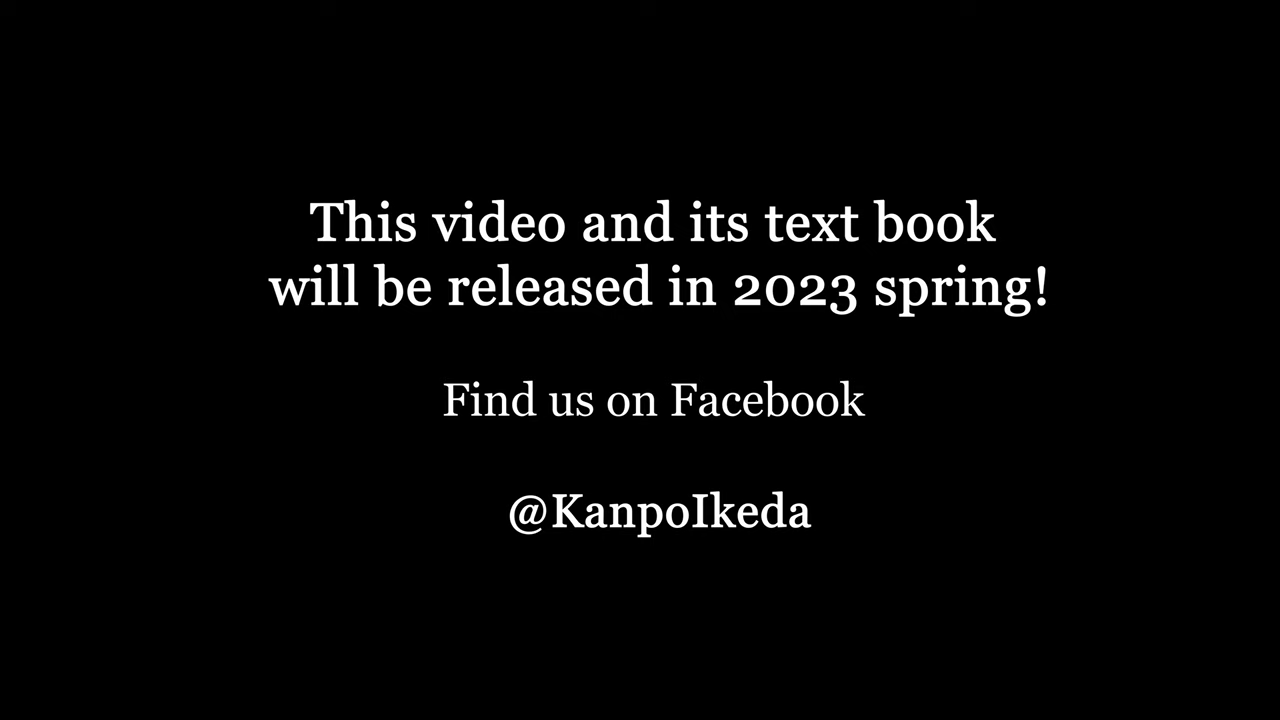 This video and its text book
will be released in 2023 spring!
Find us on Facebook
@KanpoIkeda